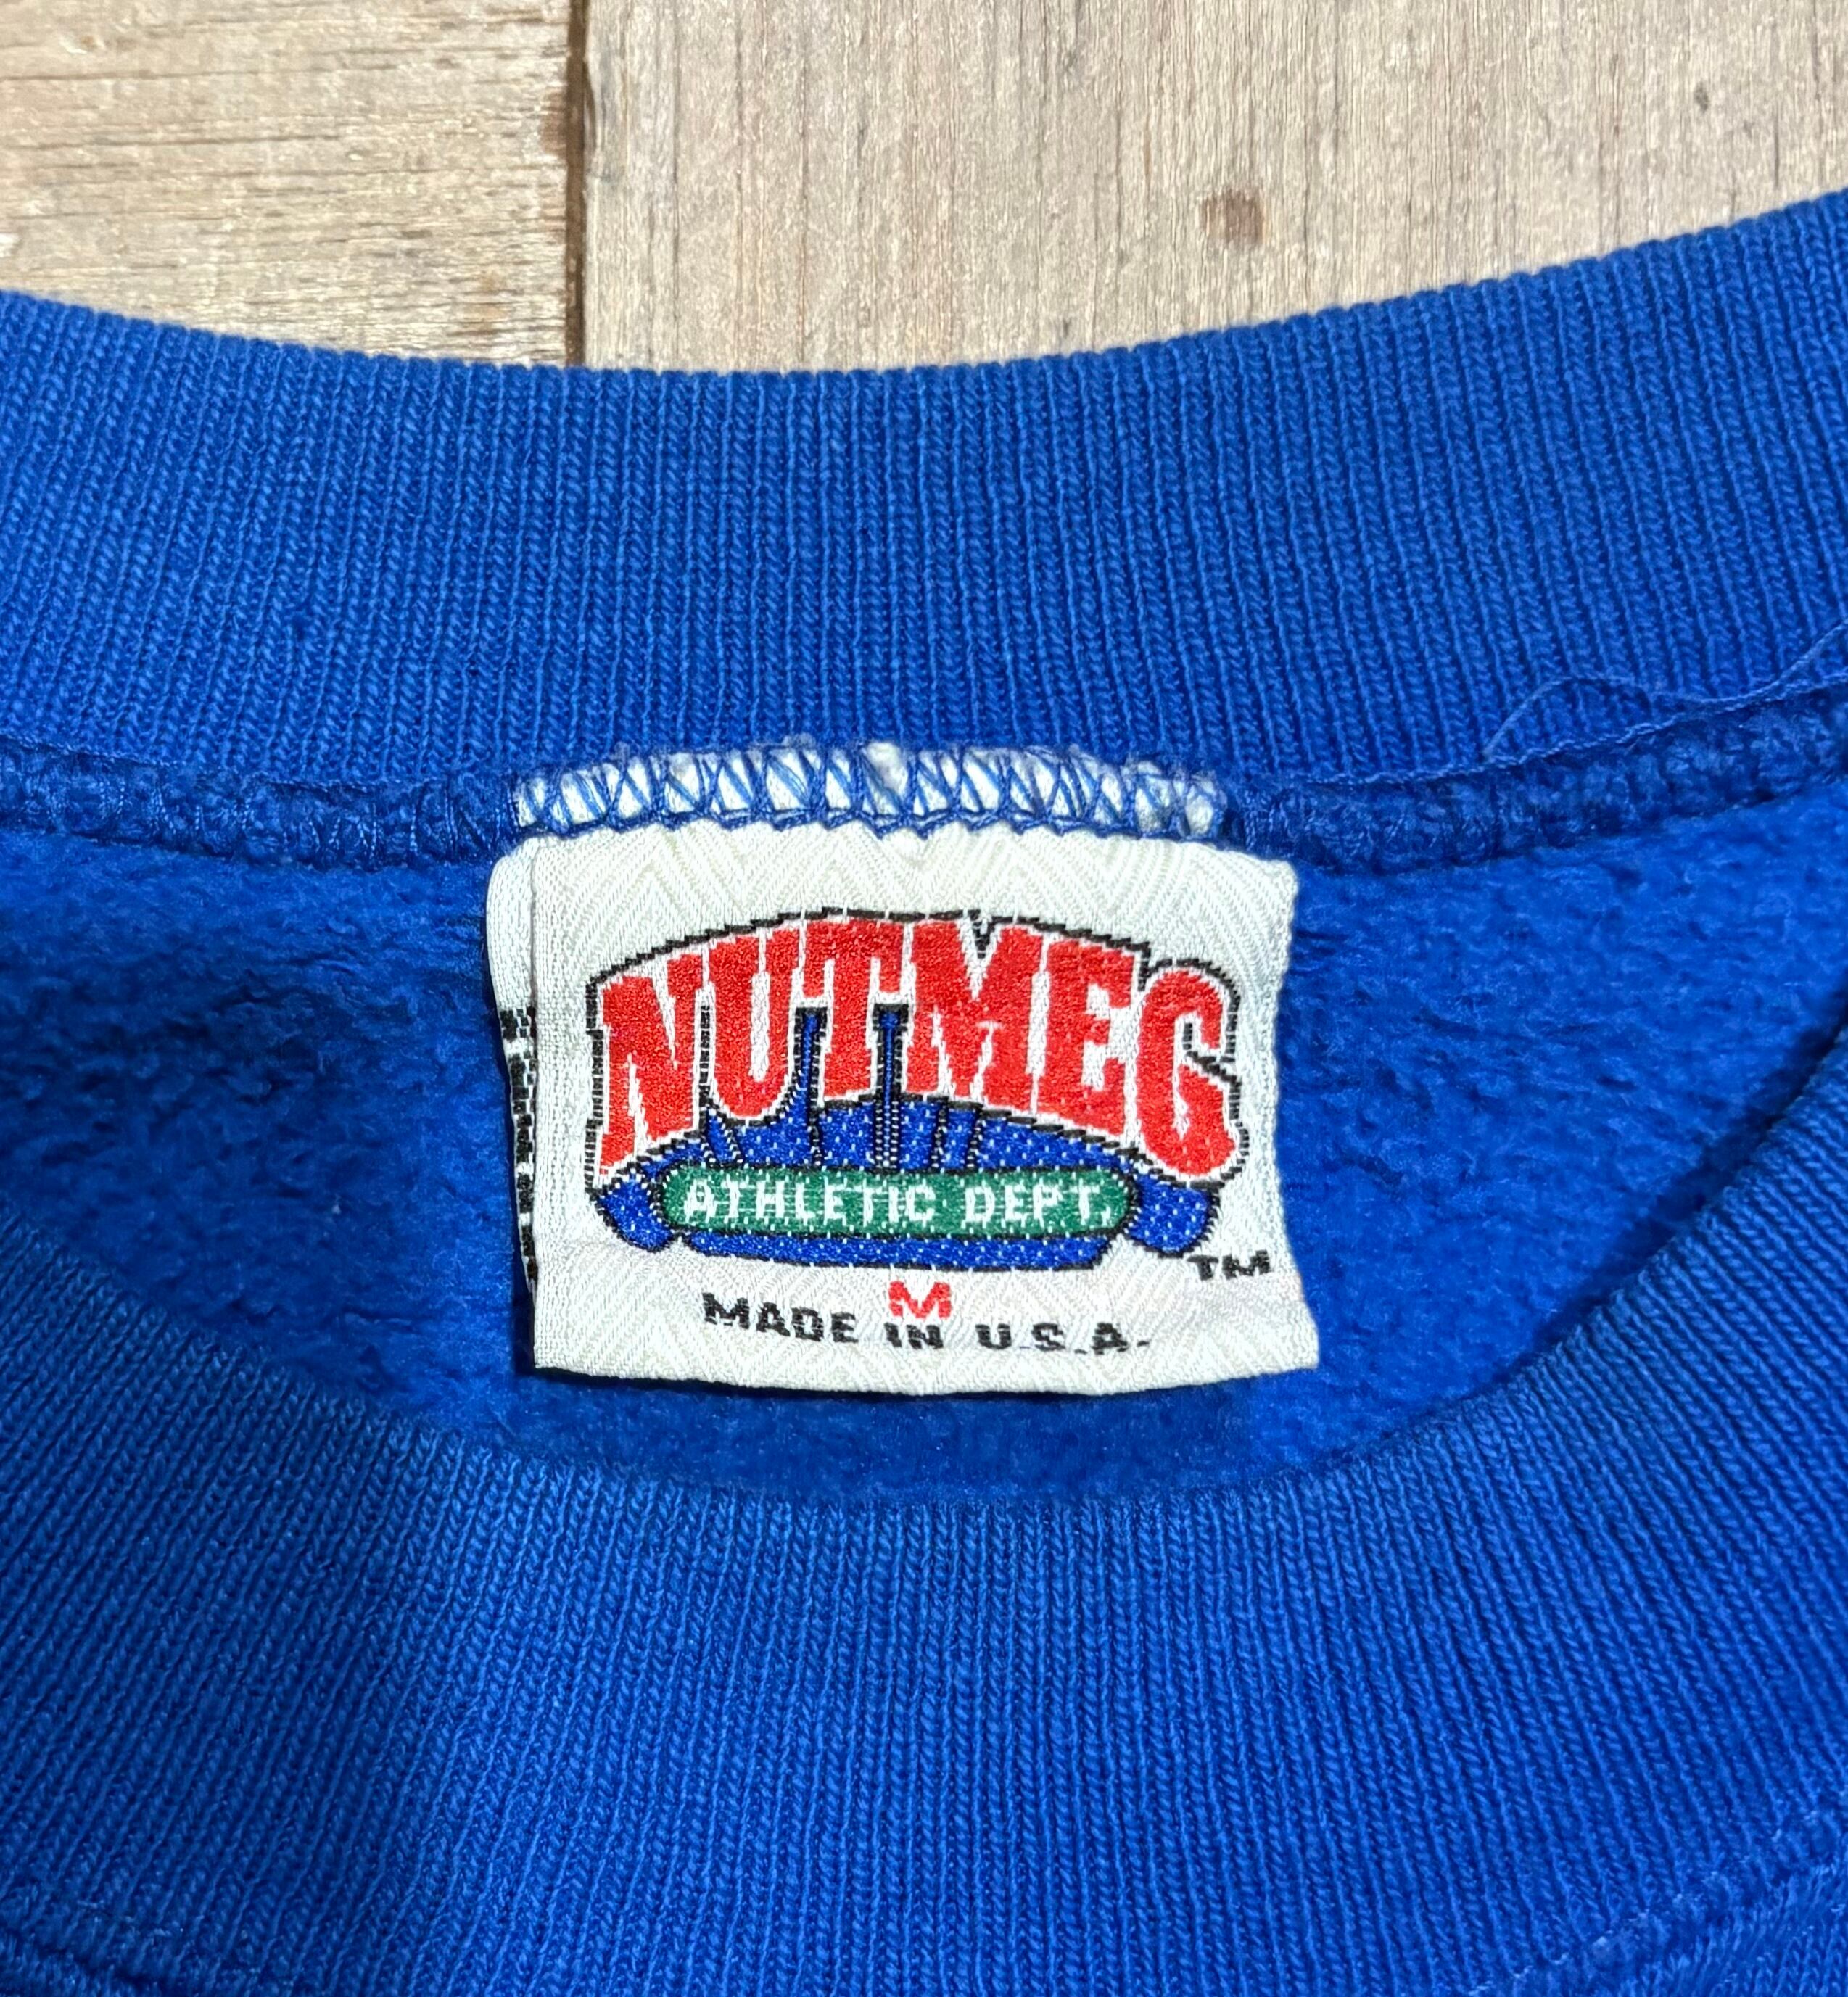 NUTMEG
ATHLETIC DEPT.
TM
M
MADE IN U.S.A.